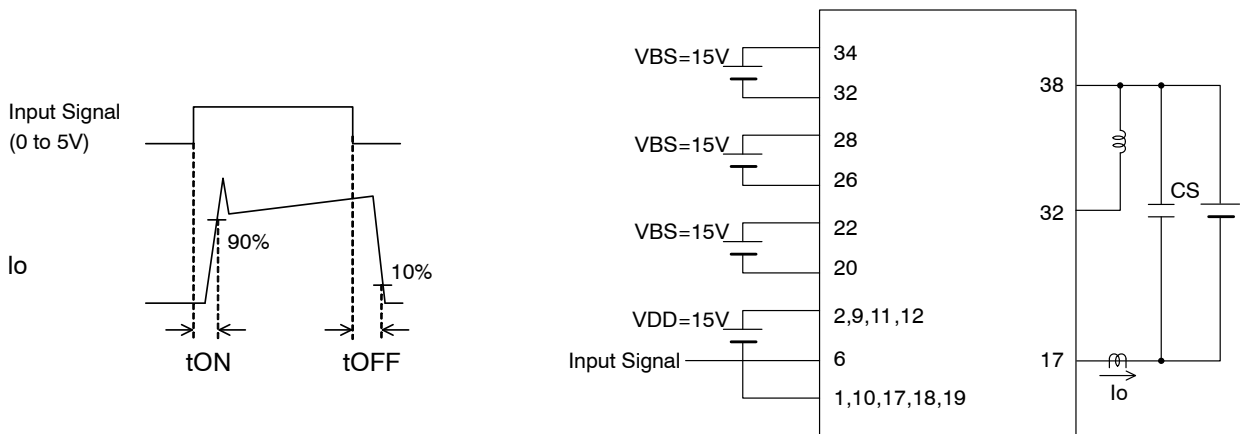 Input Signal
(0 to 5V)
Io
90%
10%
tON
tOFF
VBS=15V
34
32
VBS=15V
28
26
VBS=15V
22
20
VDD=15V
2,9,11,12
Input Signal
6
1,10,17,18,19
38
32
17
CS
Io